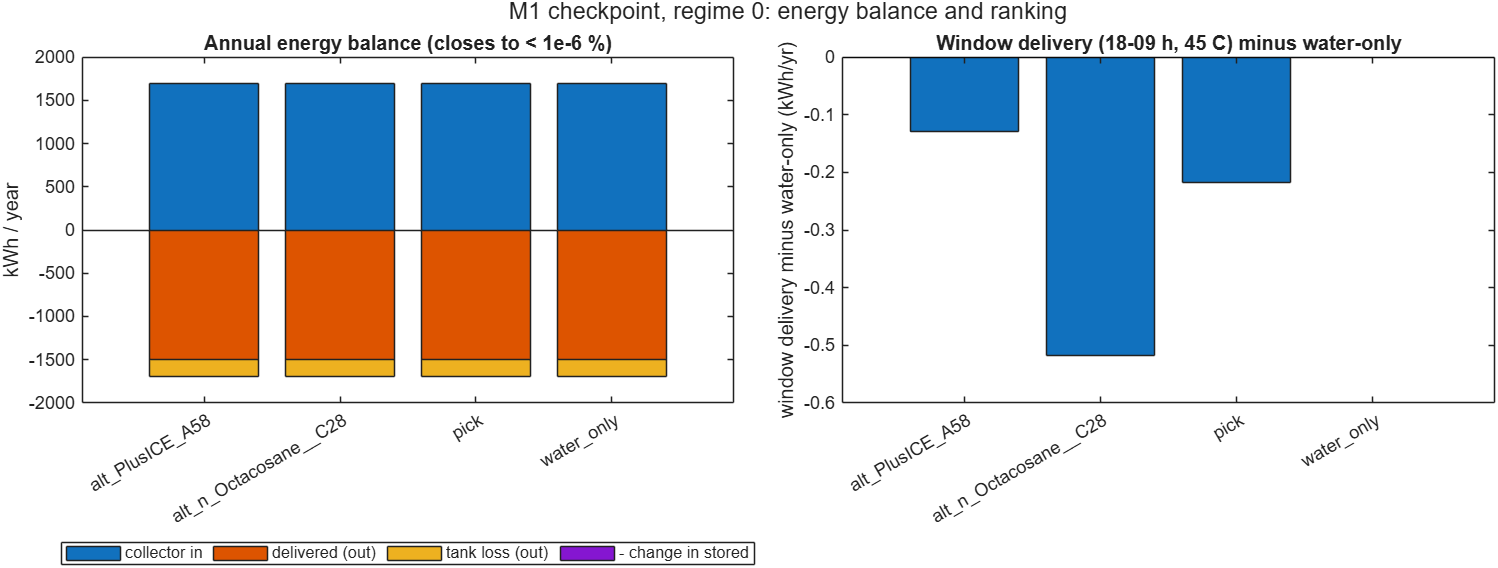 M1 checkpoint, regime 0: energy balance and ranking
Annual energy balance (closes to < 1e-6 %)
kWh / year
2000
1500
1000
500
0
-500
-1000
-1500
-2000
alt_PlusICE_A58
alt_n_Octacosane__C28
pick
water_only
collector in
delivered (out)
tank loss (out)
- change in stored
Window delivery (18-09 h, 45 C) minus water-only
window delivery minus water-only (kWh/yr)
0
-0.1
-0.2
-0.3
-0.4
-0.5
-0.6
alt_PlusICE_A58
alt_n_Octacosane__C28
pick
water_only